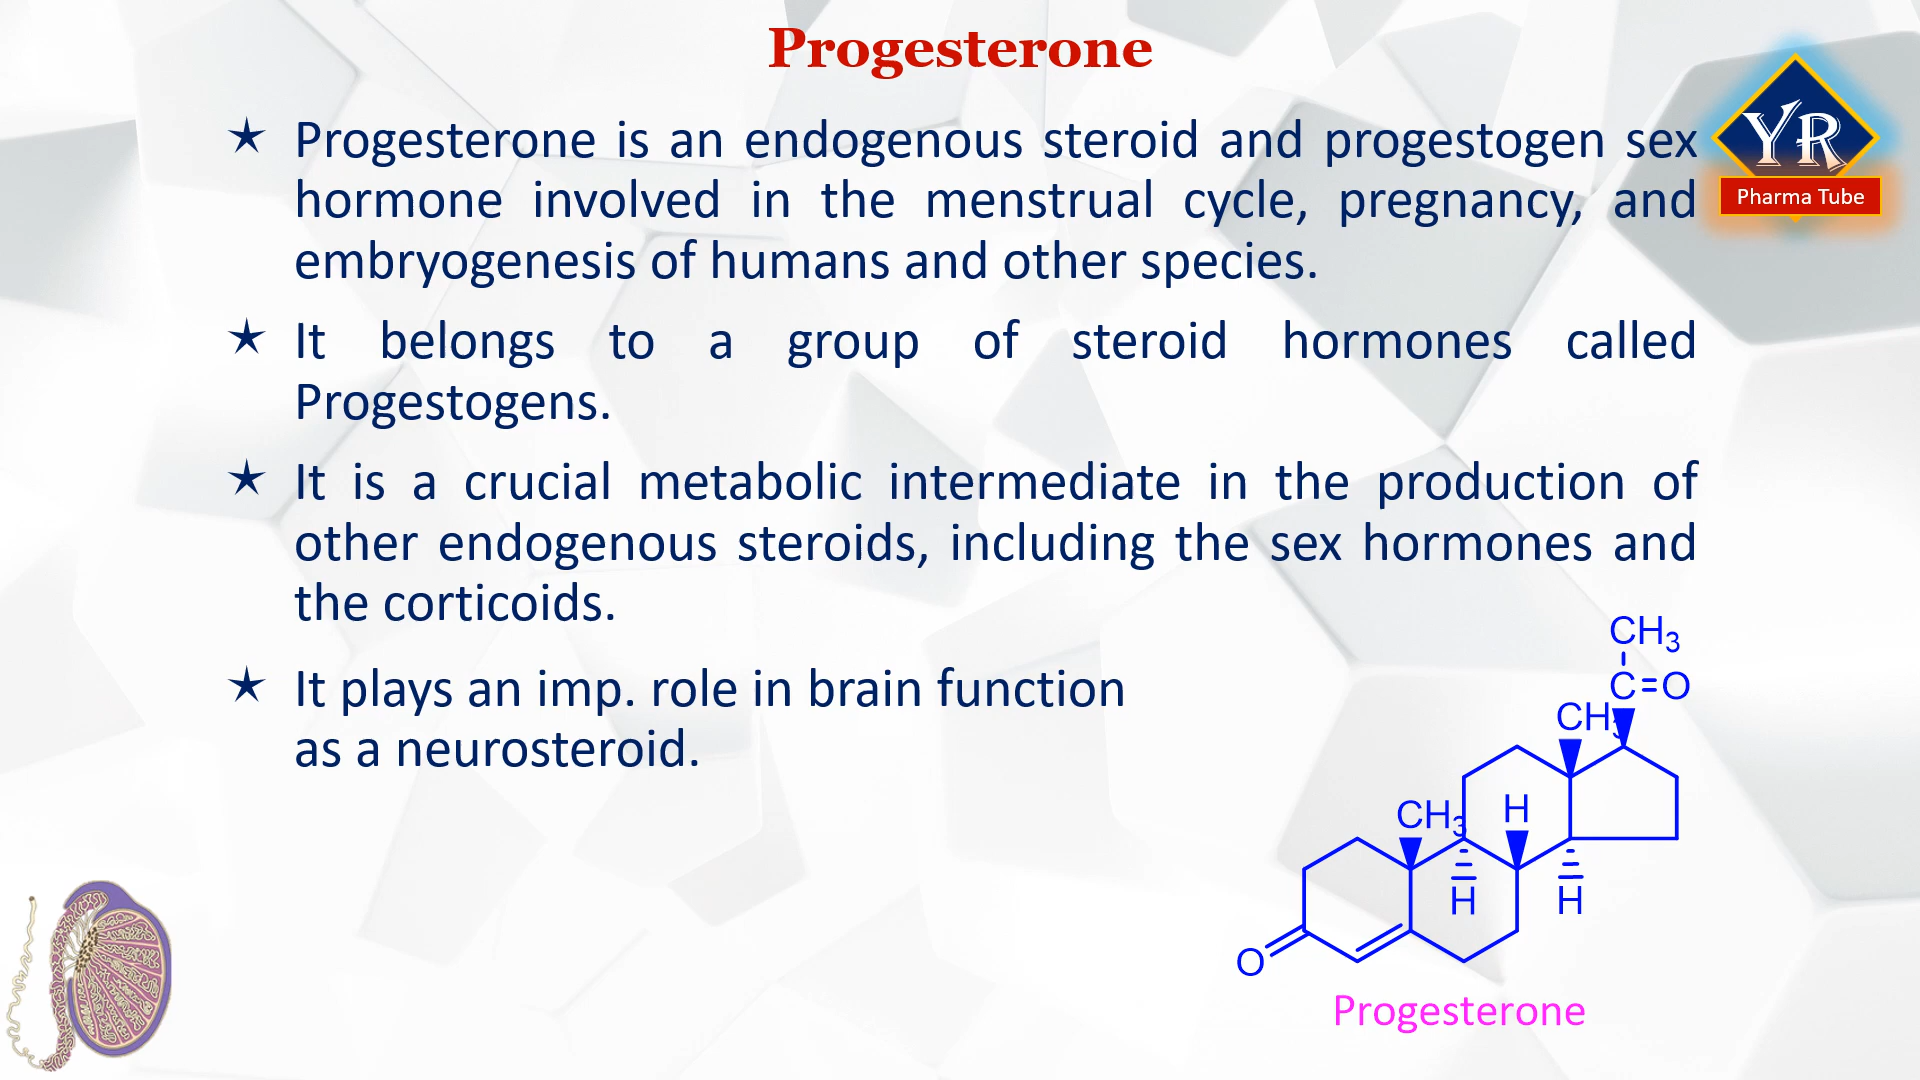 Progesterone
★ Progesterone is an endogenous steroid and progestogen sex
hormone involved in the menstrual cycle, pregnancy, and
embryogenesis of humans and other species.
★ It belongs to a group of steroid hormones called
Progestogens.
★ It is a crucial metabolic intermediate in the production of
other endogenous steroids, including the sex hormones and
the corticoids.
★ It plays an imp. role in brain function
as a neurosteroid.
YR
Pharma Tube
CH3
C=O
CH3
CH3
H
H
H
O
Progesterone